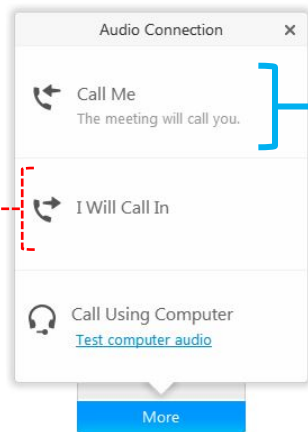 Audio Connection
Call Me
The meeting will call you.
I Will Call In
Call Using Computer
Test computer audio
More